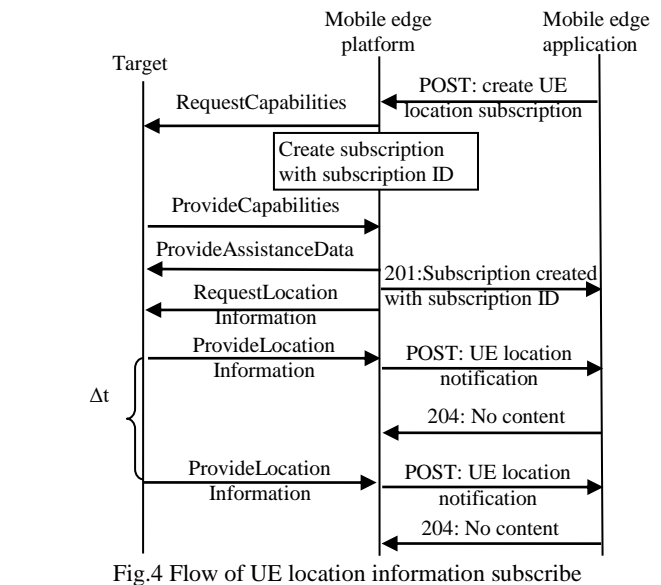 Mobile edge
platform
Mobile edge
application
Target
POST: create UE
location subscription
RequestCapabilities
Create subscription
with subscription ID
ProvideCapabilities
ProvideAssistanceData
201:Subscription created
with subscription ID
RequestLocation
Information
ProvideLocation
Information
POST: UE location
notification
Δt
204: No content
ProvideLocation
Information
POST: UE location
notification
204: No content
Fig.4 Flow of UE location information subscribe